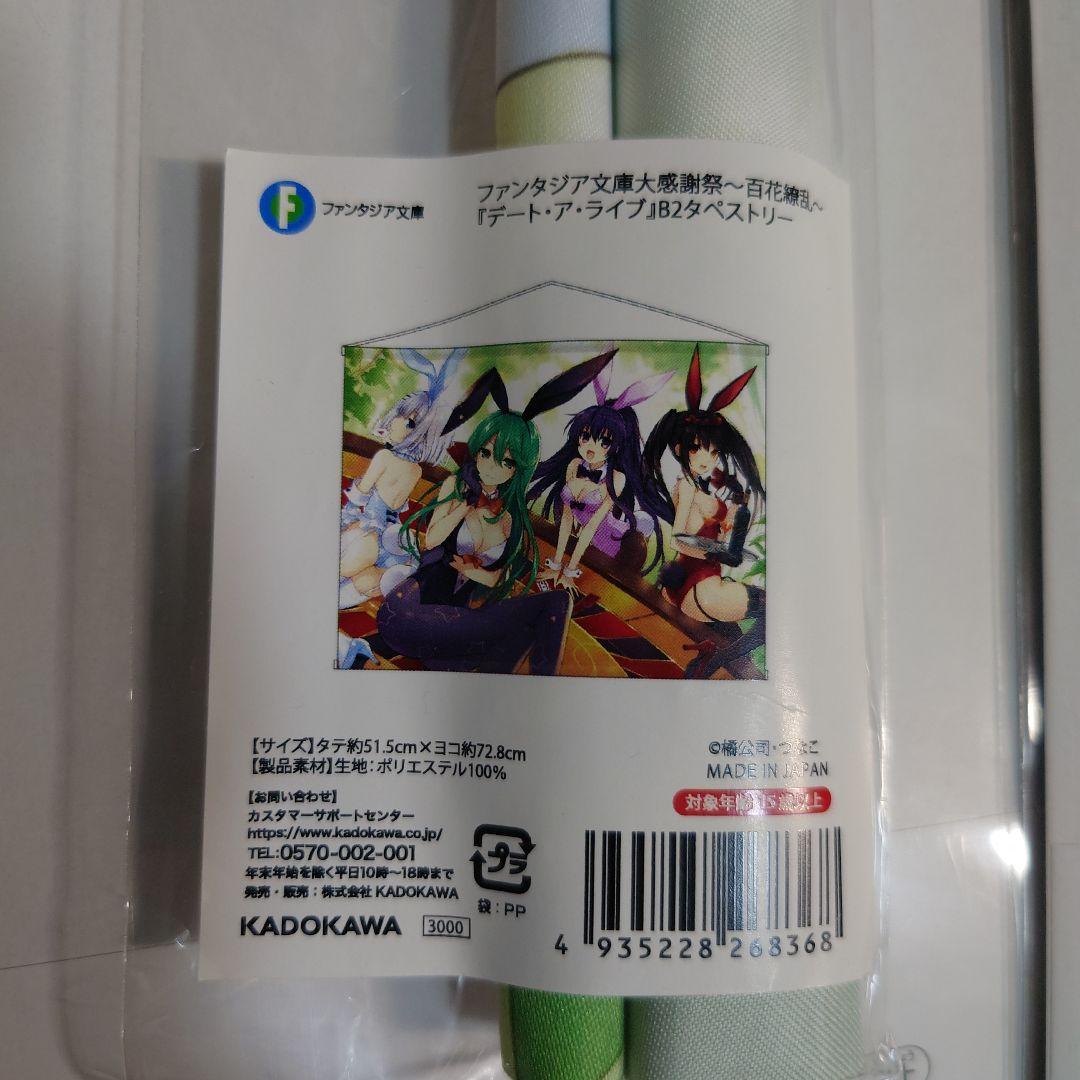 F
ファンタジア文庫
ファンタジア文庫大感謝祭～百花繚乱～
『デート・ア・ライブ』B2タペストリー
【サイズ】タテ約51.5cm×ヨコ約72.8cm
【製品素材】生地：ポリエステル100%
【お問い合わせ】
カスタマーサポートセンター
https://www.kadokawa.co.jp/
TEL:0570-002-001
年末年始を除く平日10時～18時まで
発売・販売：株式会社 KADOKAWA
KADOKAWA
3000
プラ
袋：PP
©橘公司・つなこ
MADE IN JAPAN
対象年齢15歳以上
4 935228 268368